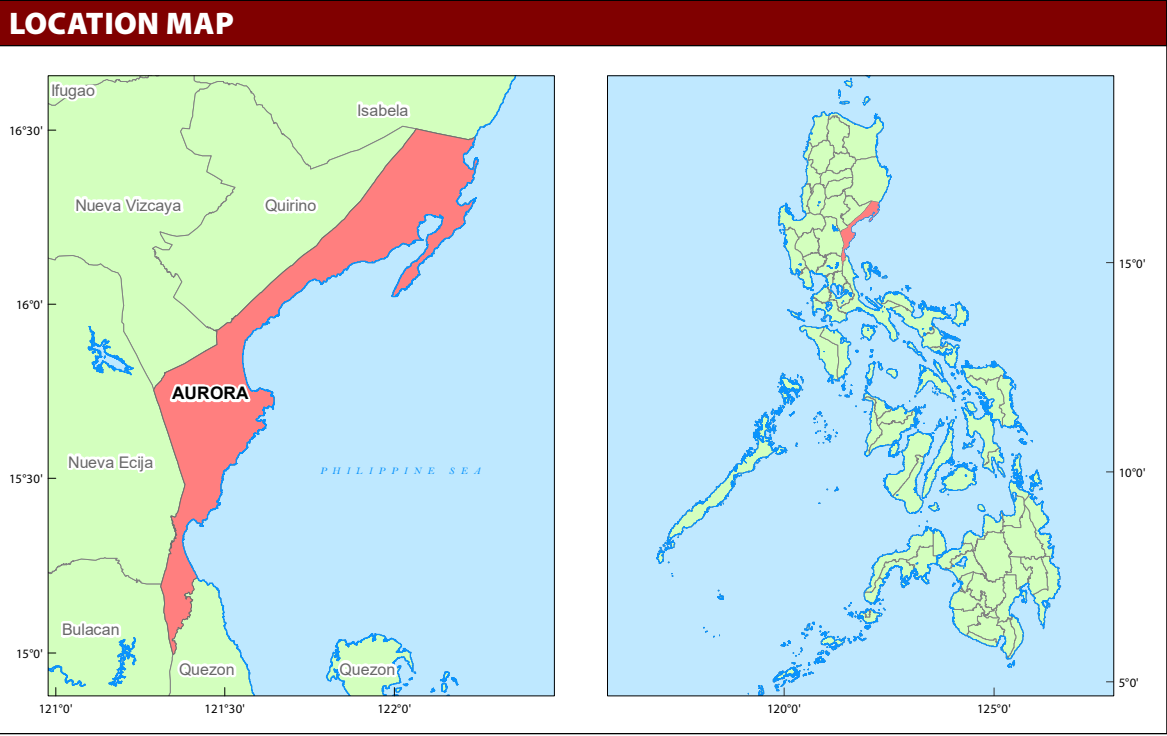 LOCATION MAP
Ifugao
Isabela
16°30'
Nueva Vizcaya
Quirino
16°0'
AURORA
Nueva Ecija
PHILIPPINE SEA
15°30'
Bulacan
15°0'
Quezon
Quezon
121°0'
121°30'
122°0'
15°0'
10°0'
5°0'
120°0'
125°0'